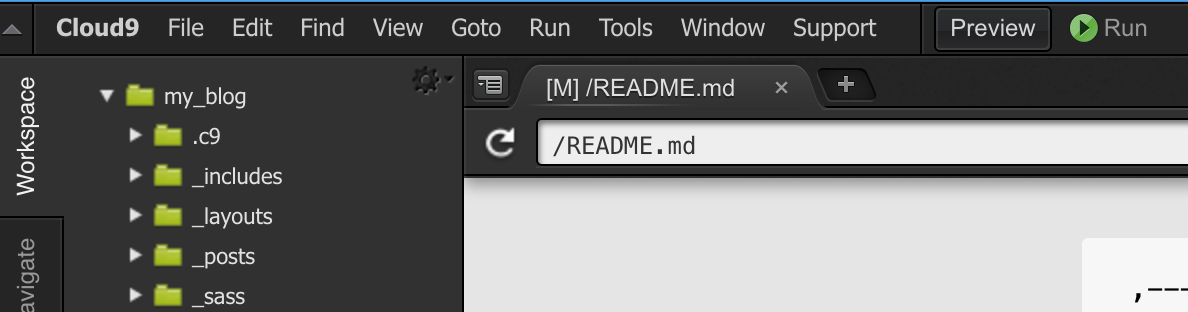 Cloud9 File Edit Find View Goto Run Tools Window Support Preview Run
Workspace
my_blog
[M] /README.md
.c9
/README.md
_includes
_layouts
_posts
_sass
,---